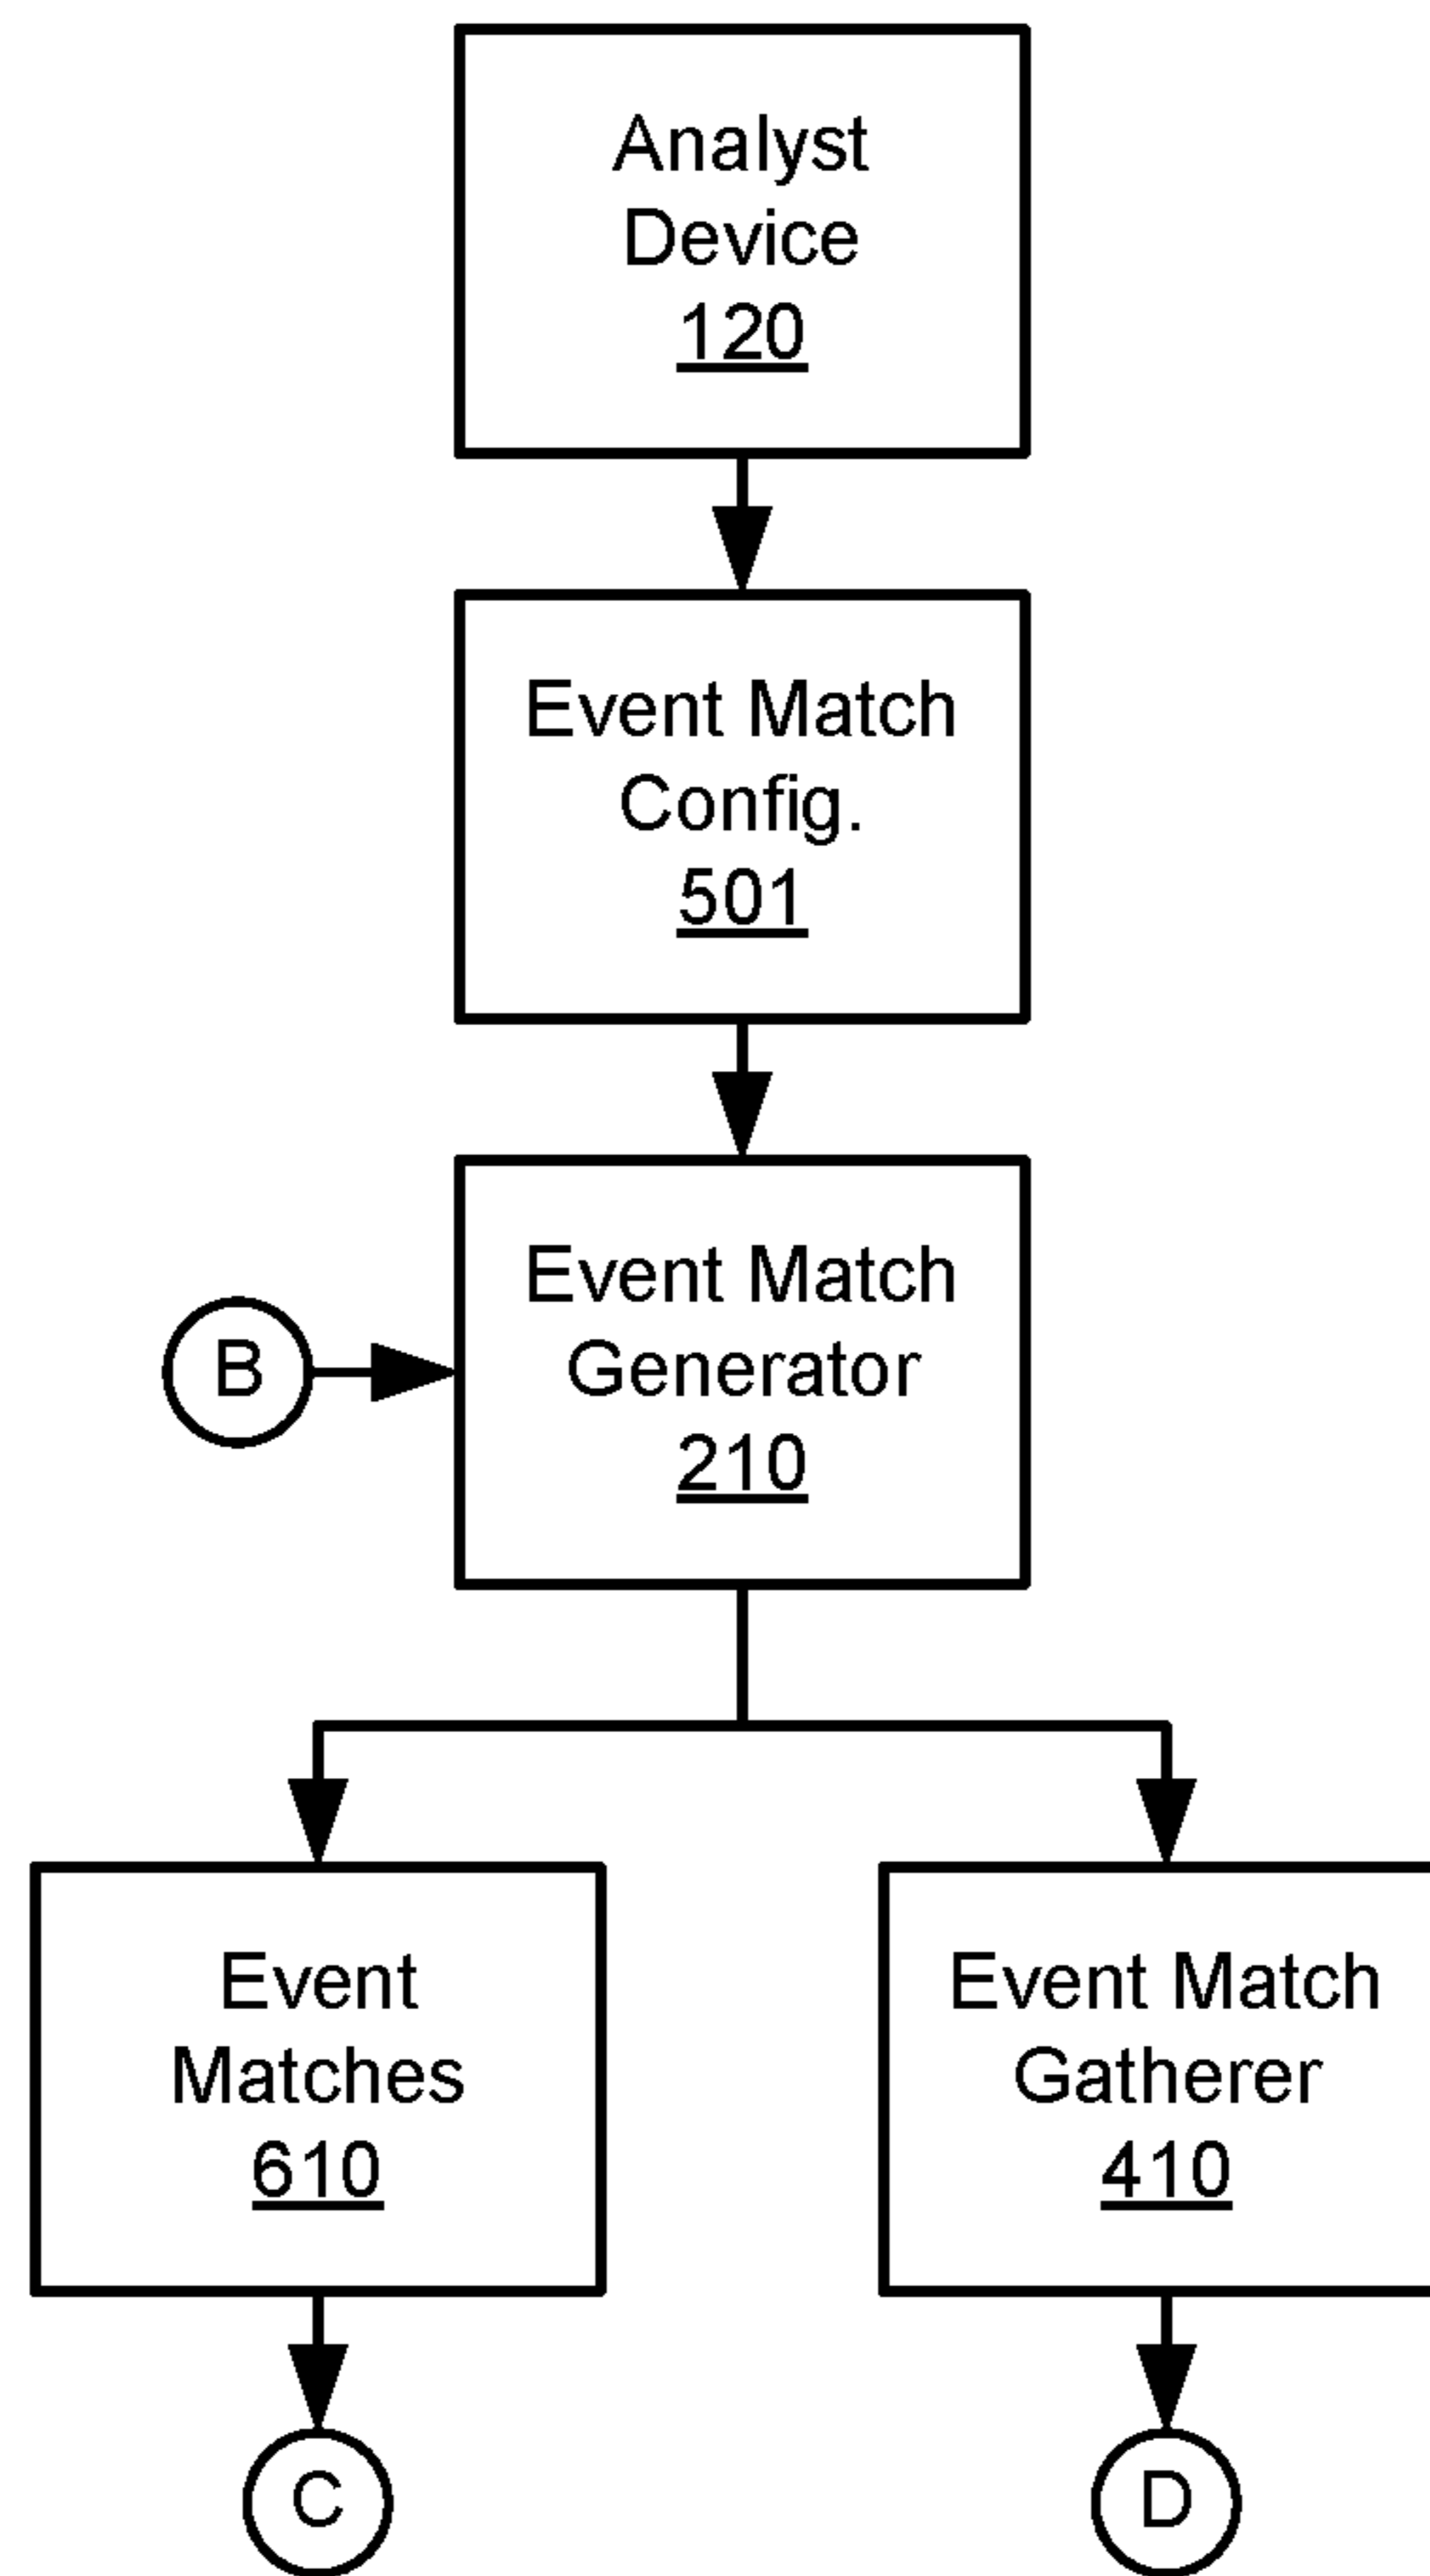 Analyst
Device
120
Event Match
Config.
501
B
Event Match
Generator
210
Event
Matches
610
Event Match
Gatherer
410
C
D